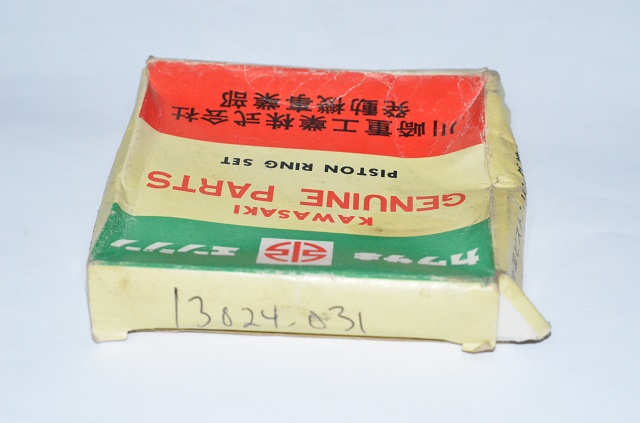 カワサキ エンジン
KAWASAKI
GENUINE PARTS
PISTON RING SET
川崎重工業株式会社
発動機事業部
13024.031